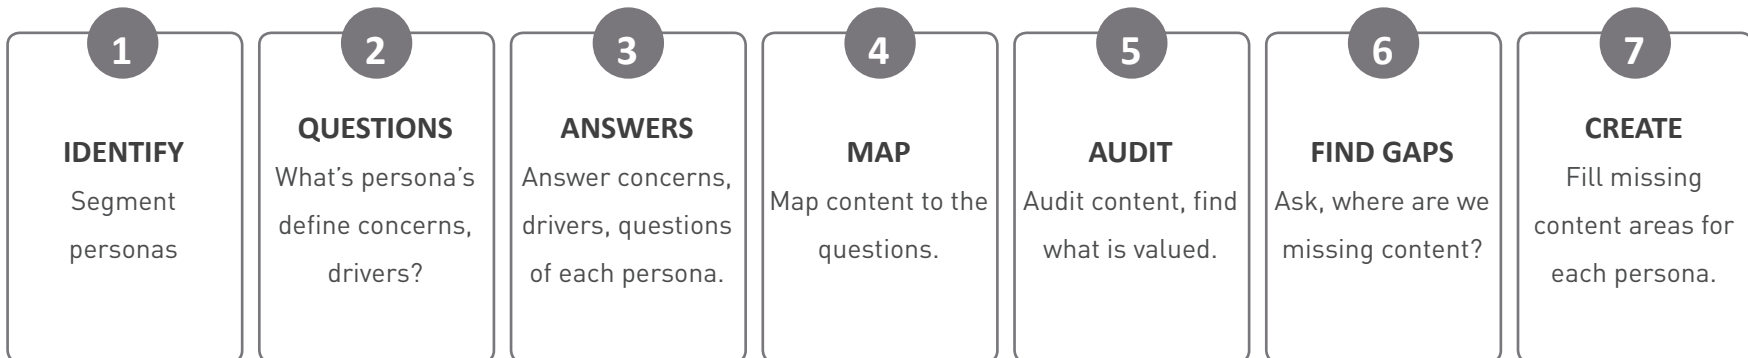 1
IDENTIFY
Segment
personas
2
QUESTIONS
What's persona's
define concerns,
drivers?
3
ANSWERS
Answer concerns,
drivers, questions
of each persona.
4
MAP
Map content to the
questions.
5
AUDIT
Audit content, find
what is valued.
6
FIND GAPS
Ask, where are we
missing content?
7
CREATE
Fill missing
content areas for
each persona.